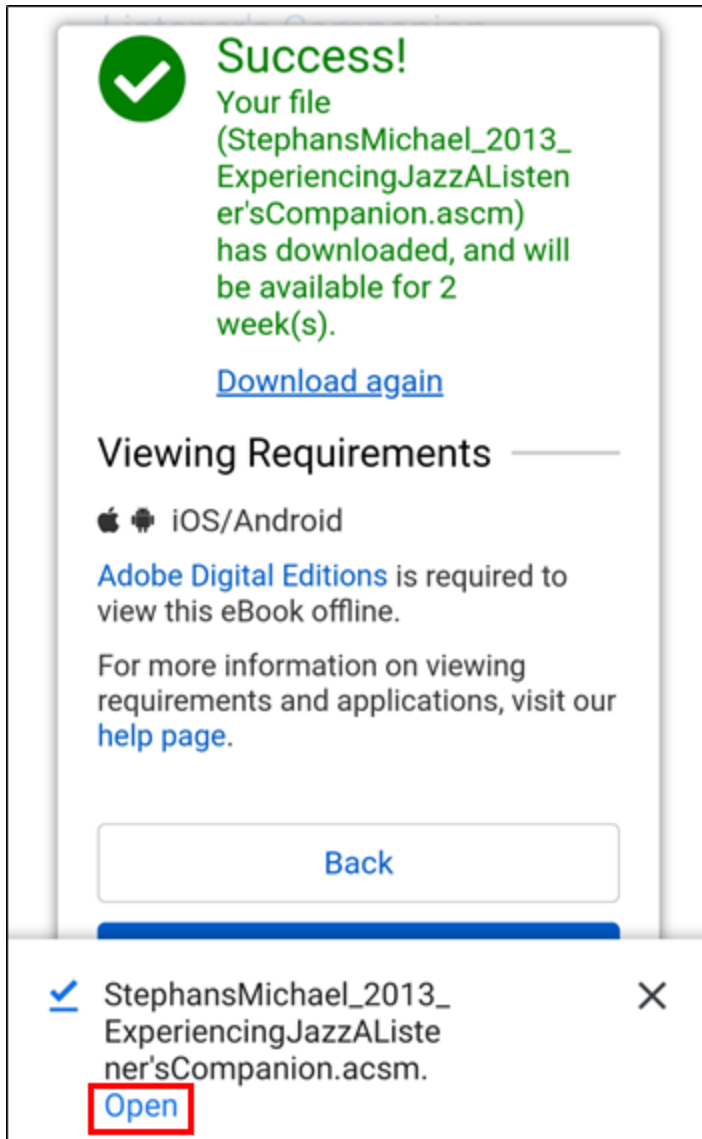 Listener's Companion
Success!
Your file
(StephansMichael_2013_
ExperiencingJazzAListen
er'sCompanion.ascm)
has downloaded, and will
be available for 2
week(s).
Download again
Viewing Requirements
iOS/Android
Adobe Digital Editions is required to
view this eBook offline.
For more information on viewing
requirements and applications, visit our
help page.
Back
StephansMichael_2013_
ExperiencingJazzAListe
ner'sCompanion.acsm.
Open